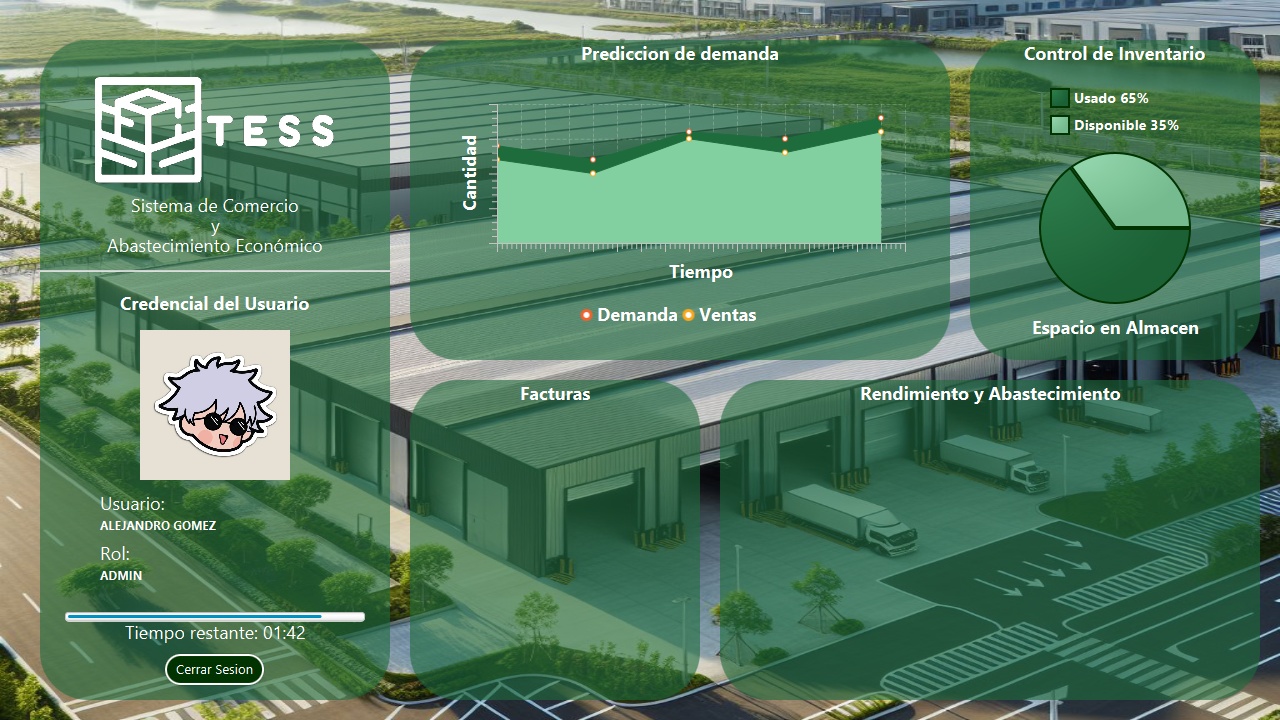 TESS
Sistema de Comercio
y
Abastecimiento Económico
Credencial del Usuario
Usuario:
ALEJANDRO GOMEZ
Rol:
ADMIN
Tiempo restante: 01:42
Cerrar Sesion
Prediccion de demanda
Cantidad
Tiempo
Demanda Ventas
Control de Inventario
Usado 65%
Disponible 35%
Espacio en Almacen
Facturas
Rendimiento y Abastecimiento